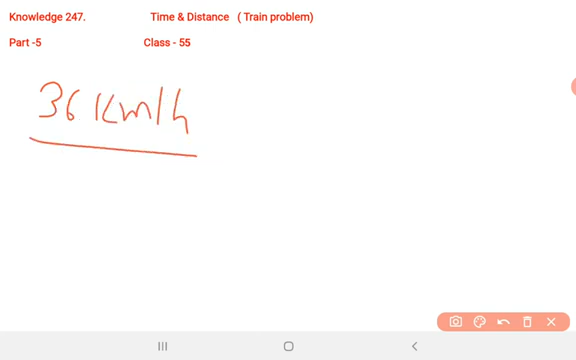 Knowledge 247. Time & Distance ( Train problem)
Part -5 Class - 55
36 Km/h